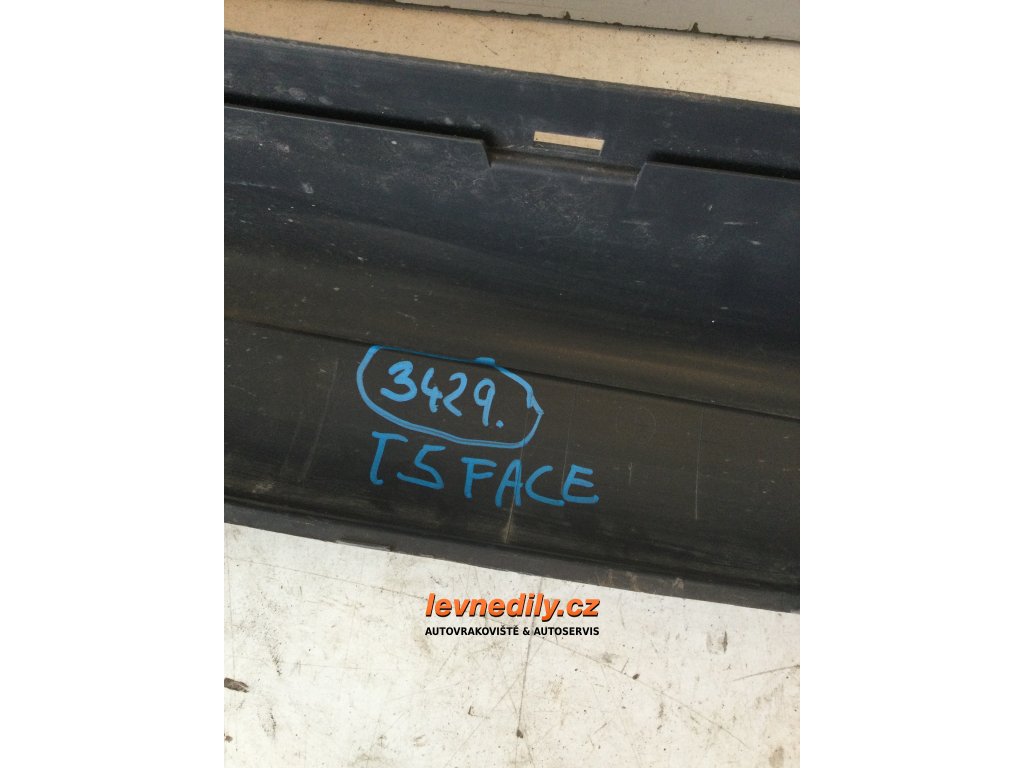 3429.
T5 FACE
levnedily.cz
AUTOVRAKOVIŠTĚ & AUTOSERVIS